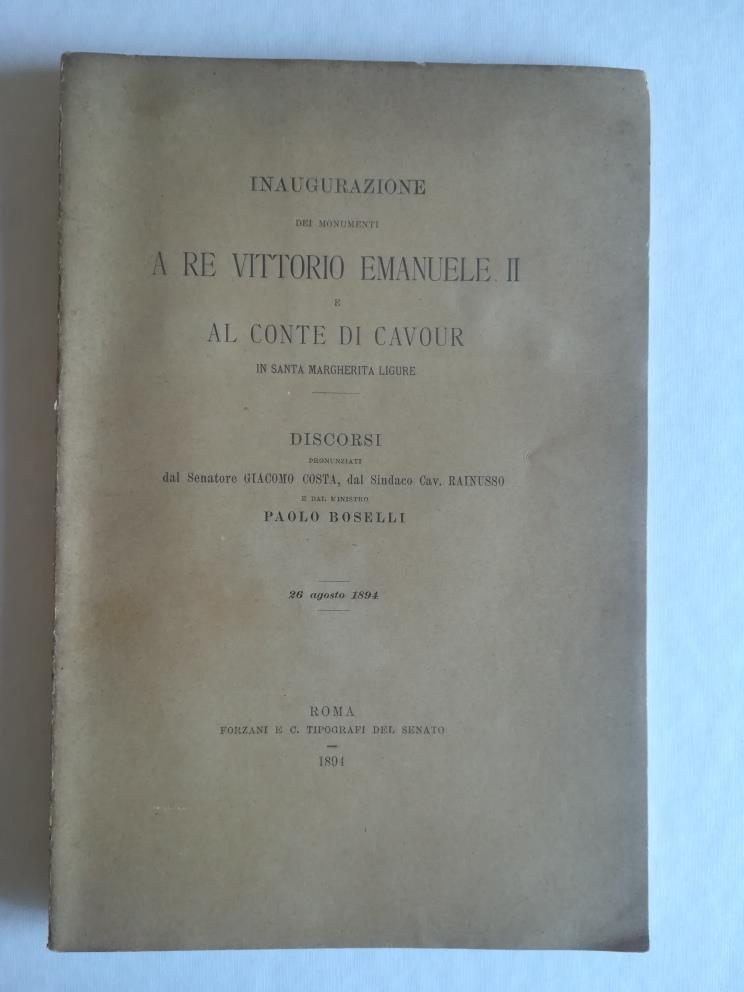 INAUGURAZIONE
DEI MONUMENTI
A RE VITTORIO EMANUELE II
E
AL CONTE DI CAVOUR
IN SANTA MARGHERITA LIGURE
DISCORSI
PRONUNZIATI
dal Senatore GIACOMO COSTA, dal Sindaco Cav. RAINUSSO
E DAL MINISTRO
PAOLO BOSELLI
26 agosto 1894
ROMA
FORZANI E C. TIPOGRAFI DEL SENATO
1894